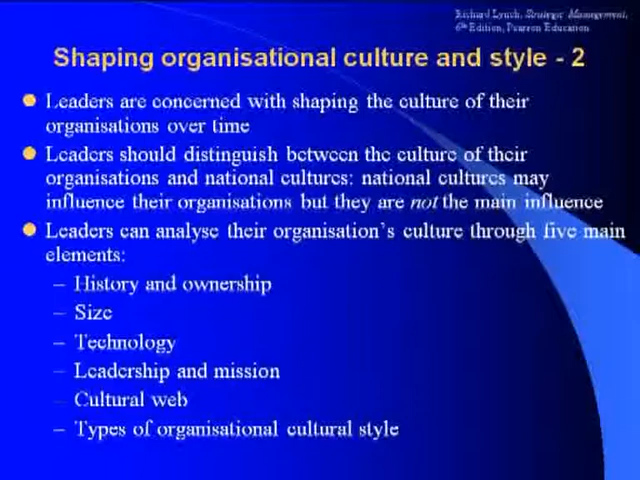 Richard Lynch, Strategic Management,
6th Edition, Pearson Education
Shaping organisational culture and style - 2
Leaders are concerned with shaping the culture of their
organisations over time
Leaders should distinguish between the culture of their
organisations and national cultures: national cultures may
influence their organisations but they are not the main influence
Leaders can analyse their organisation's culture through five main
elements:
– History and ownership
– Size
– Technology
– Leadership and mission
– Cultural web
– Types of organisational cultural style